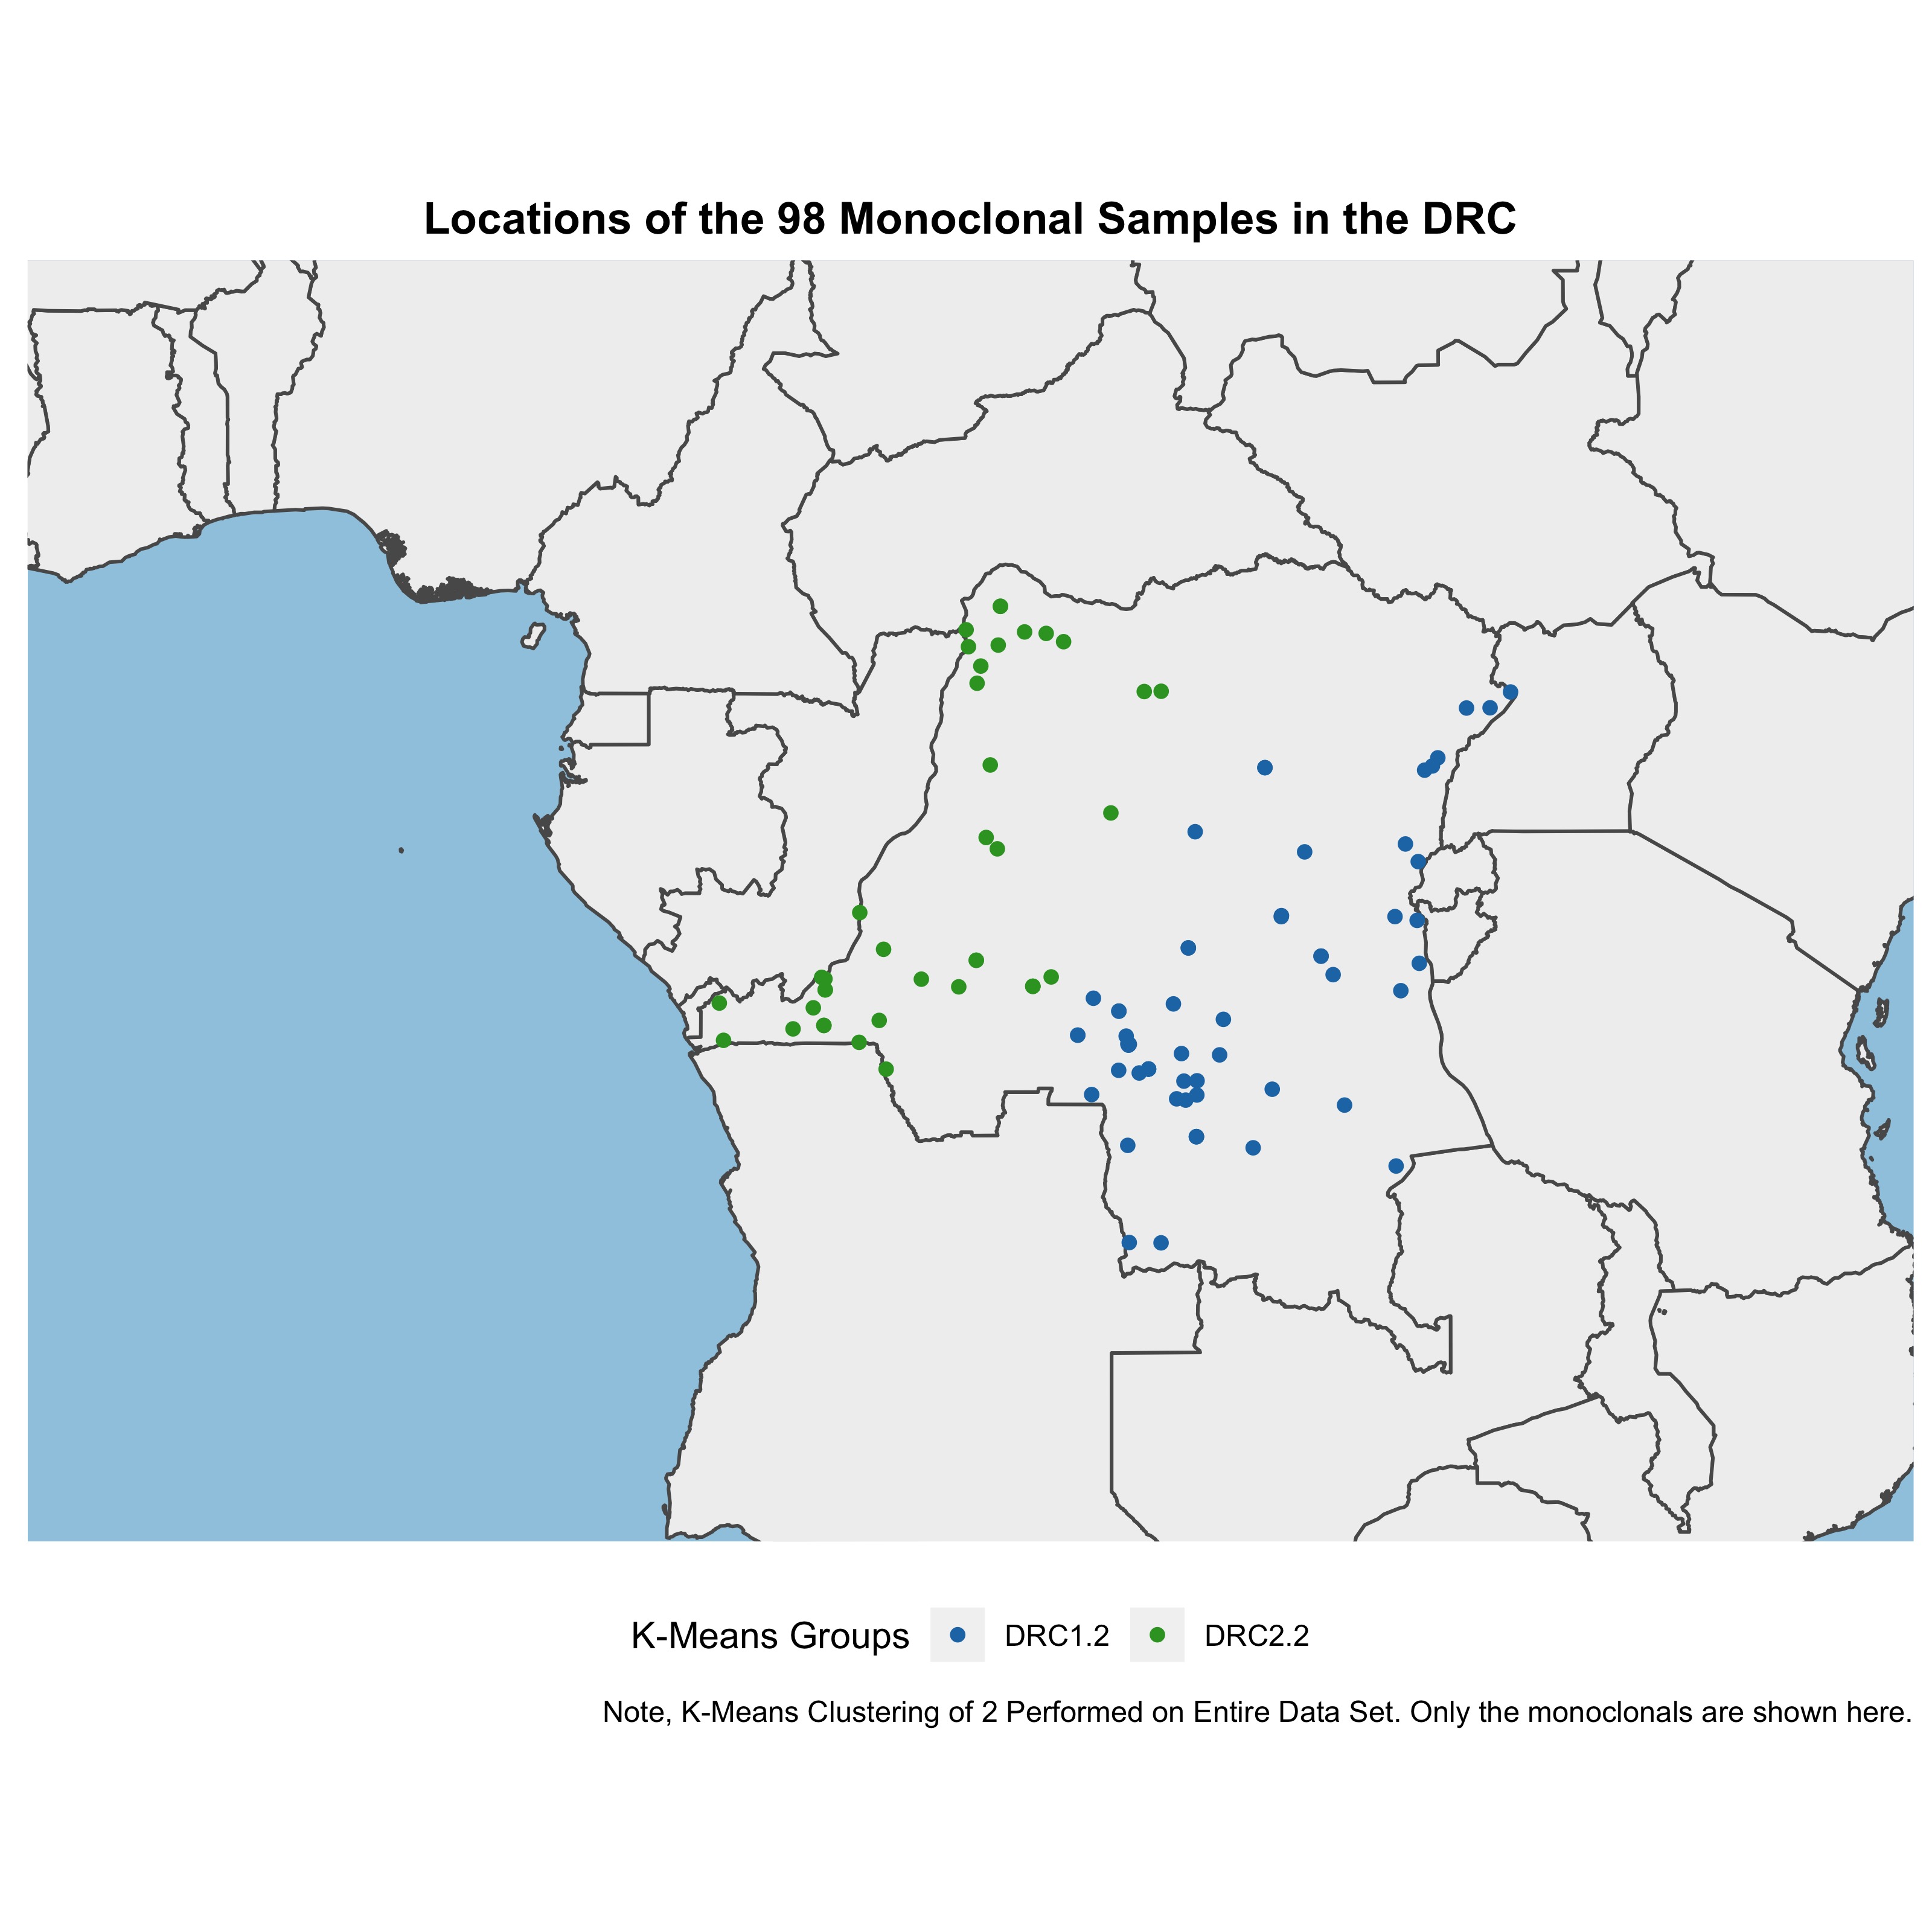 Locations of the 98 Monoclonal Samples in the DRC
K-Means Groups DRC1.2 DRC2.2
Note, K-Means Clustering of 2 Performed on Entire Data Set. Only the monoclonals are shown here.